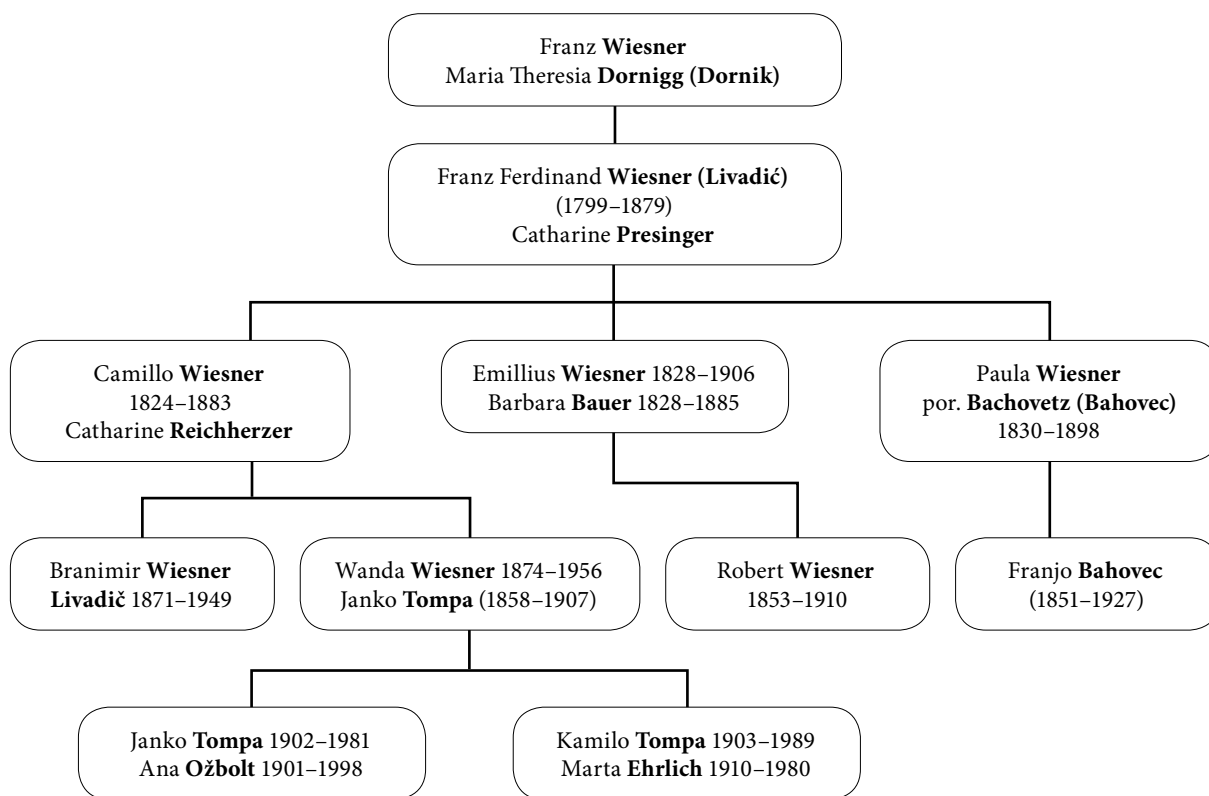 Franz Wiesner
Maria Theresia Dornigg (Dornik)
Franz Ferdinand Wiesner (Livadić)
(1799–1879)
Catharine Presinger
Camillo Wiesner
1824–1883
Catharine Reichherzer
Emillius Wiesner 1828–1906
Barbara Bauer 1828–1885
Paula Wiesner
por. Bachovetz (Bahovec)
1830–1898
Branimir Wiesner
Livadič 1871–1949
Wanda Wiesner 1874–1956
Janko Tompa (1858–1907)
Robert Wiesner
1853–1910
Franjo Bahovec
(1851–1927)
Janko Tompa 1902–1981
Ana Ožbolt 1901–1998
Kamilo Tompa 1903–1989
Marta Ehrlich 1910–1980